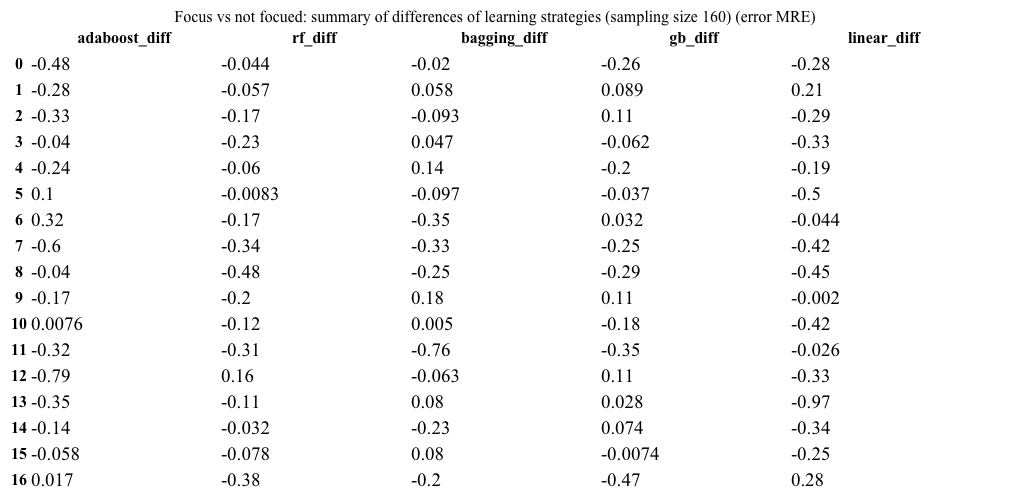 Focus vs not focued: summary of differences of learning strategies (sampling size 160) (error MRE)
adaboost_diff rf_diff bagging_diff gb_diff linear_diff
0 -0.48 -0.044 -0.02 -0.26 -0.28
1 -0.28 -0.057 0.058 0.089 0.21
2 -0.33 -0.17 -0.093 0.11 -0.29
3 -0.04 -0.23 0.047 -0.062 -0.33
4 -0.24 -0.06 0.14 -0.2 -0.19
5 0.1 -0.0083 -0.097 -0.037 -0.5
6 0.32 -0.17 -0.35 0.032 -0.044
7 -0.6 -0.34 -0.33 -0.25 -0.42
8 -0.04 -0.48 -0.25 -0.29 -0.45
9 -0.17 -0.2 0.18 0.11 -0.002
10 0.0076 -0.12 0.005 -0.18 -0.42
11 -0.32 -0.31 -0.76 -0.35 -0.026
12 -0.79 0.16 -0.063 0.11 -0.33
13 -0.35 -0.11 0.08 0.028 -0.97
14 -0.14 -0.032 -0.23 0.074 -0.34
15 -0.058 -0.078 0.08 -0.0074 -0.25
16 0.017 -0.38 -0.2 -0.47 0.28